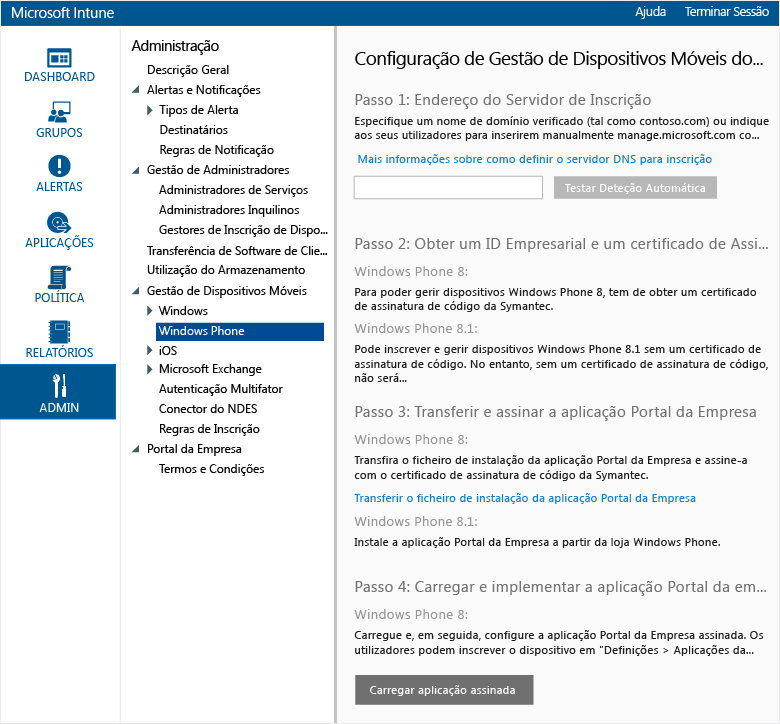 Microsoft Intune
Ajuda Terminar Sessão
DASHBOARD
GRUPOS
ALERTAS
APLICAÇÕES
POLÍTICA
RELATÓRIOS
ADMIN
Administração
Descrição Geral
Alertas e Notificações
Tipos de Alerta
Destinatários
Regras de Notificação
Gestão de Administradores
Administradores de Serviços
Administradores Inquilinos
Gestores de Inscrição de Dispo...
Transferência de Software de Clie...
Utilização do Armazenamento
Gestão de Dispositivos Móveis
Windows
Windows Phone
iOS
Microsoft Exchange
Autenticação Multifator
Conector do NDES
Regras de Inscrição
Portal da Empresa
Termos e Condições
Configuração de Gestão de Dispositivos Móveis do...
Passo 1: Endereço do Servidor de Inscrição
Especifique um nome de domínio verificado (tal como contoso.com) ou indique
aos seus utilizadores para inserirem manualmente manage.microsoft.com co...
Mais informações sobre como definir o servidor DNS para inscrição
Testar Deteção Automática
Passo 2: Obter um ID Empresarial e um certificado de Assi...
Windows Phone 8:
Para poder gerir dispositivos Windows Phone 8, tem de obter um certificado
de assinatura de código da Symantec.
Windows Phone 8.1:
Pode inscrever e gerir dispositivos Windows Phone 8.1 sem um certificado de
assinatura de código. No entanto, sem um certificado de assinatura de código,
não será...
Passo 3: Transferir e assinar a aplicação Portal da Empresa
Windows Phone 8:
Transfira o ficheiro de instalação da aplicação Portal da Empresa e assine-a
com o certificado de assinatura de código da Symantec.
Transferir o ficheiro de instalação da aplicação Portal da Empresa
Windows Phone 8.1:
Instale a aplicação Portal da Empresa a partir da loja Windows Phone.
Passo 4: Carregar e implementar a aplicação Portal da em...
Windows Phone 8:
Carregue e, em seguida, configure a aplicação Portal da Empresa assinada. Os
utilizadores podem inscrever o dispositivo em "Definições > Aplicações da...
Carregar aplicação assinada